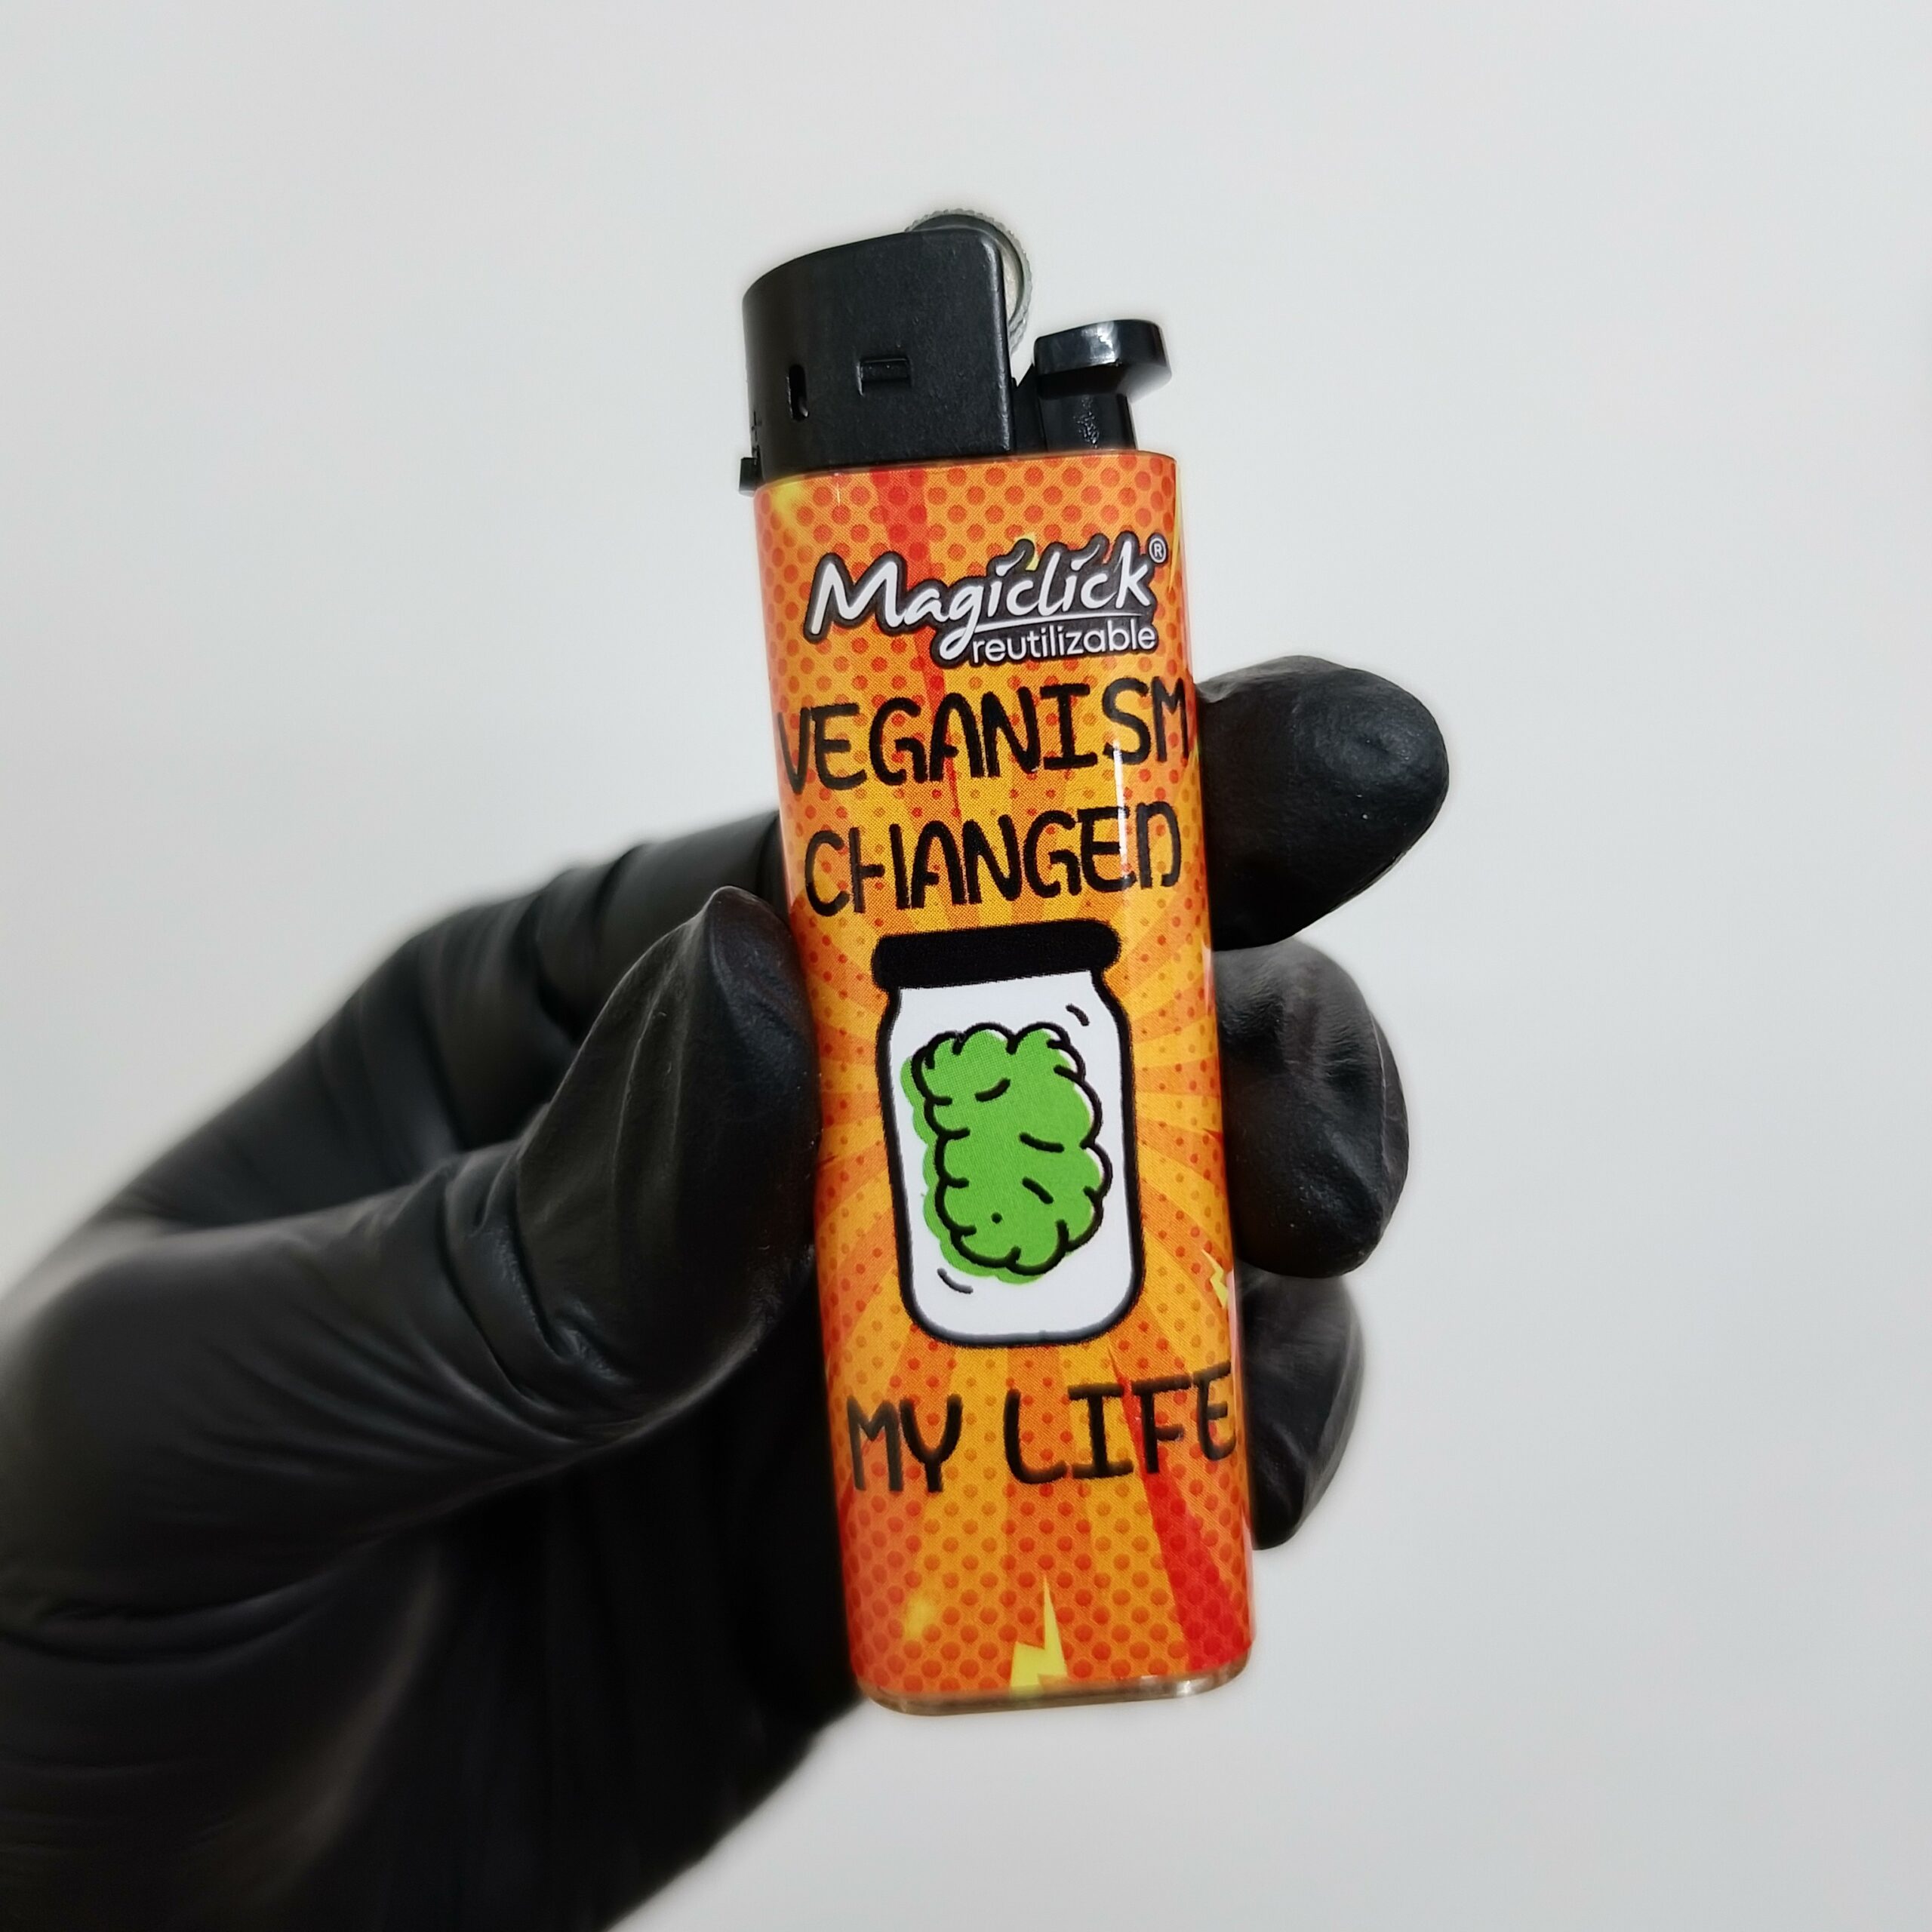 Magiclick®
reutilizable
VEGANISM
CHANGED
MY LIFE